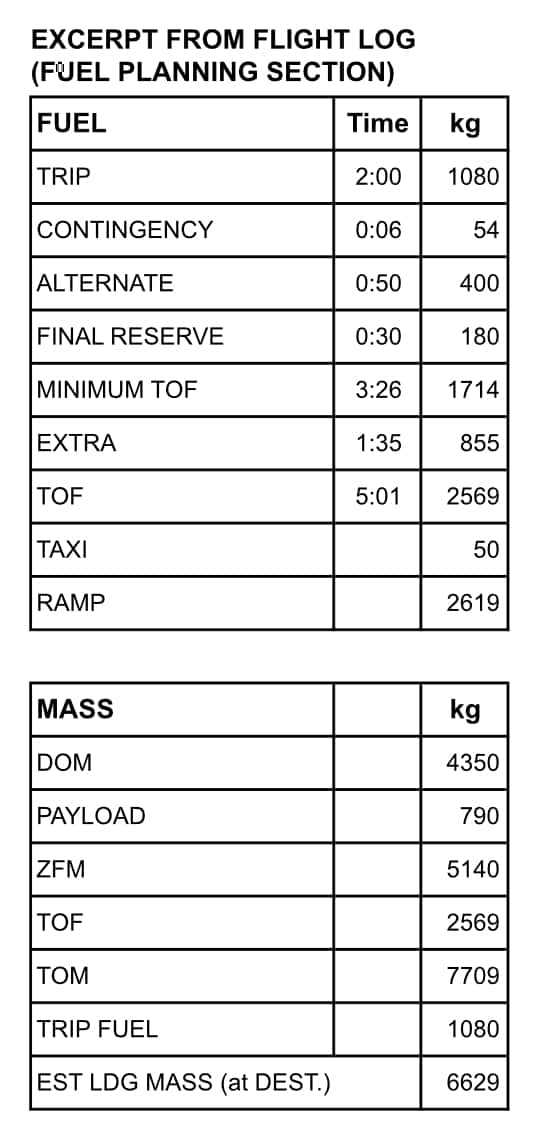 EXCERPT FROM FLIGHT LOG
(FUEL PLANNING SECTION)
FUEL Time kg
TRIP 2:00 1080
CONTINGENCY 0:06 54
ALTERNATE 0:50 400
FINAL RESERVE 0:30 180
MINIMUM TOF 3:26 1714
EXTRA 1:35 855
TOF 5:01 2569
TAXI 50
RAMP 2619
MASS kg
DOM 4350
PAYLOAD 790
ZFM 5140
TOF 2569
TOM 7709
TRIP FUEL 1080
EST LDG MASS (at DEST.) 6629